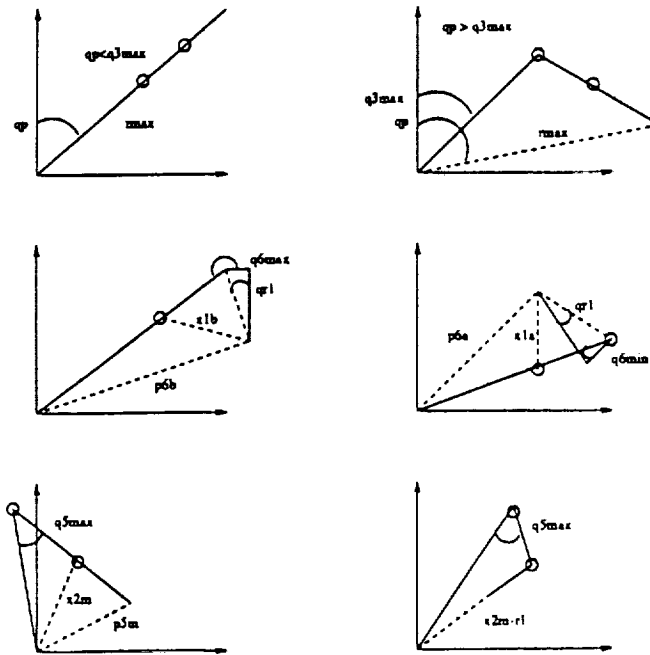 qp<q3max
qp
rmax
qp > q3max
q3max
qp
rmax
q6max
qr1
x1b
p6b
qr1
p6a
x1a
q6min
q5max
x2m
p5m
q5max
x2m-r1